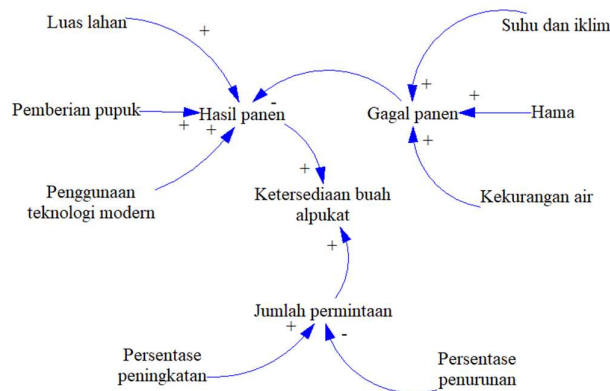 Luas lahan
+
Suhu dan iklim
+
-
Pemberian pupuk
Hasil panen
Gagal panen
+
Hama
+
+
+
Penggunaan
teknologi modern
+
Ketersediaan buah
alpukat
Kekurangan air
+
Jumlah permintaan
+
-
Persentase
peningkatan
Persentase
penurunan